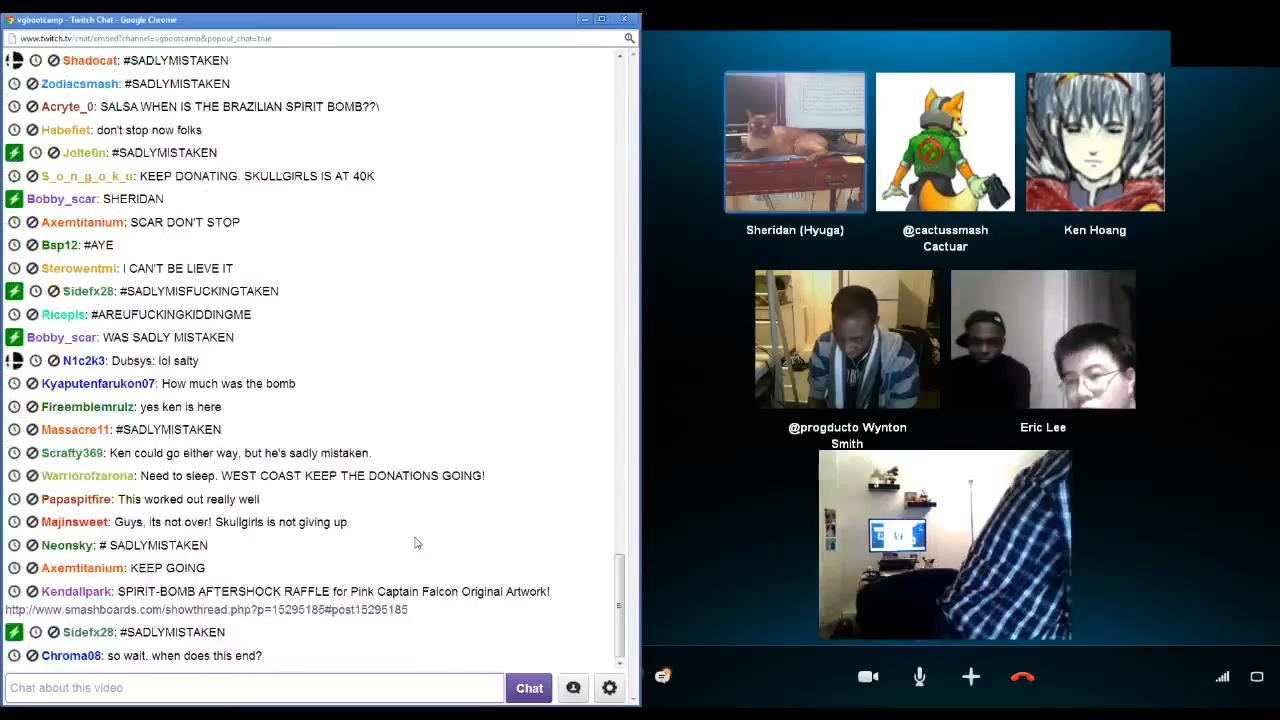 vgbootcamp - Twitch Chat - Google Chrome
www.twitch.tv/chat/embed?channel=vgbootcamp&popout_chat=true
Shadocat: #SADLYMISTAKEN
Zodiacsmash: #SADLYMISTAKEN
Acryte_0: SALSA WHEN IS THE BRAZILIAN SPIRIT BOMB??\
Habefiet: don't stop now folks
Jolte0n: #SADLYMISTAKEN
S_o_n_g_o_k_u: KEEP DONATING. SKULLGIRLS IS AT 40K
Bobby_scar: SHERIDAN
Axemtitanium: SCAR DON'T STOP
Bsp12: #AYE
Sterowentmi: I CAN'T BE LIEVE IT
Sidefx28: #SADLYMISFUCKINGTAKEN
Ricepls: #AREUFUCKINGKIDDINGME
Bobby_scar: WAS SADLY MISTAKEN
N1c2k3: Dubsys: lol salty
Kyaputenfarukon07: How much was the bomb
Fireemblemrulz: yes ken is here
Massacre11: #SADLYMISTAKEN
Scrafty369: Ken could go either way, but he's sadly mistaken.
Warriorofzarona: Need to sleep. WEST COAST KEEP THE DONATIONS GOING!
Papaspitfire: This worked out really well
Majinsweet: Guys, its not over! Skullgirls is not giving up
Neonsky: # SADLYMISTAKEN
Axemtitanium: KEEP GOING
Kendallpark: SPIRIT-BOMB AFTERSHOCK RAFFLE for Pink Captain Falcon Original Artwork!
http://www.smashboards.com/showthread.php?p=15295185#post15295185
Sidefx28: #SADLYMISTAKEN
Chroma08: so wait. when does this end?
Chat about this video
Chat
Sheridan (Hyuga)
@cactussmash
Cactuar
Ken Hoang
@progducto Wynton
Smith
Eric Lee